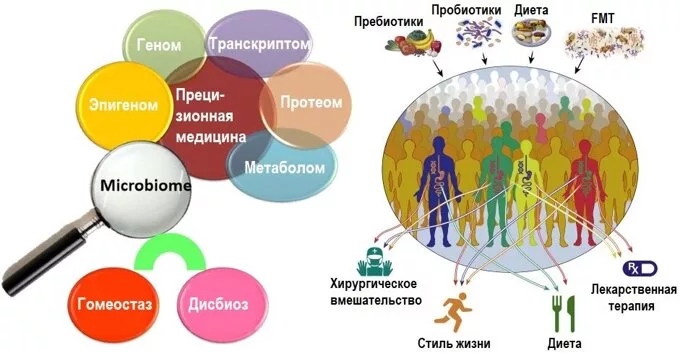 Геном
Транскриптом
Эпигеном
Преци-
зионная
медицина
Протеом
Метаболом
Microbiome
Гомеостаз
Дисбиоз
Пребиотики
Пробиотики
Диета
FMT
Хирургическое
вмешательство
Стиль жизни
Диета
Rx
Лекарственная
терапия